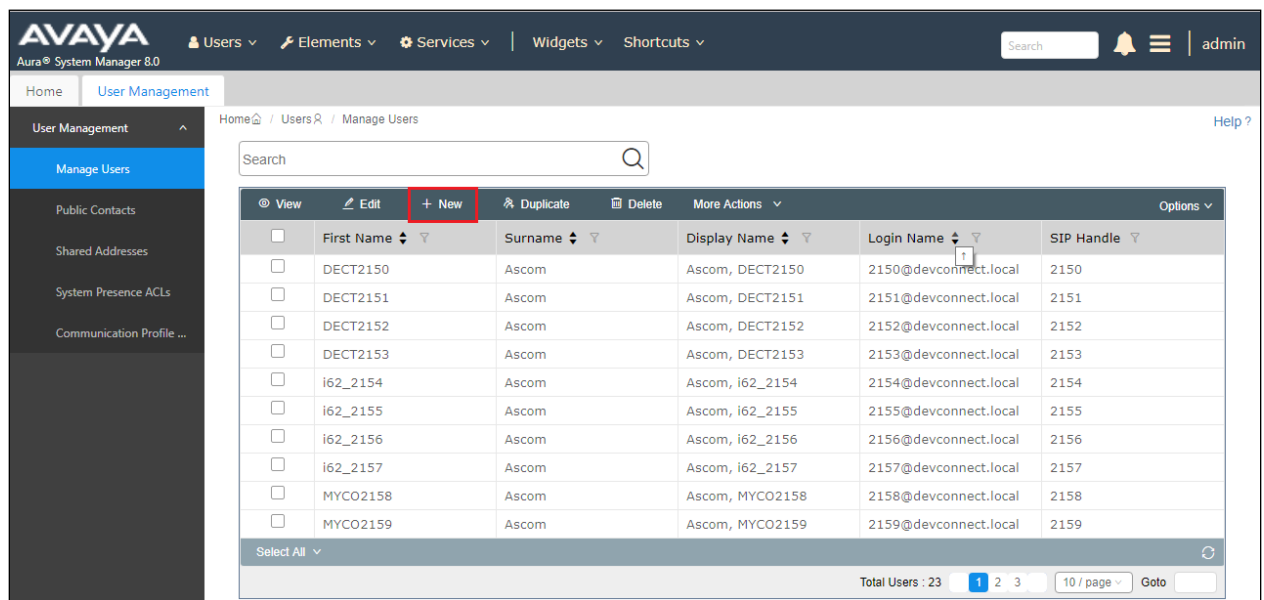 AVAYA
Aura® System Manager 8.0
Users Elements Services | Widgets Shortcuts Search | admin
Home User Management
User Management
Manage Users
Public Contacts
Shared Addresses
System Presence ACLs
Communication Profile ...
Home / Users / Manage Users
Help ?
Search
View Edit + New Duplicate Delete More Actions Options
First Name Surname Display Name Login Name SIP Handle
↑
DECT2150 Ascom Ascom, DECT2150 2150@devconnect.local 2150
DECT2151 Ascom Ascom, DECT2151 2151@devconnect.local 2151
DECT2152 Ascom Ascom, DECT2152 2152@devconnect.local 2152
DECT2153 Ascom Ascom, DECT2153 2153@devconnect.local 2153
i62_2154 Ascom Ascom, i62_2154 2154@devconnect.local 2154
i62_2155 Ascom Ascom, i62_2155 2155@devconnect.local 2155
i62_2156 Ascom Ascom, i62_2156 2156@devconnect.local 2156
i62_2157 Ascom Ascom, i62_2157 2157@devconnect.local 2157
MYCO2158 Ascom Ascom, MYCO2158 2158@devconnect.local 2158
MYCO2159 Ascom Ascom, MYCO2159 2159@devconnect.local 2159
Select All
Total Users : 23 1 2 3 10 / page Goto